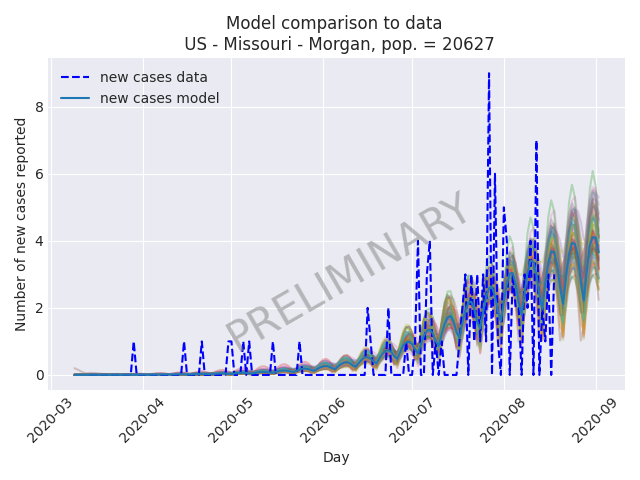 Model comparison to data
US - Missouri - Morgan, pop. = 20627
new cases data
new cases model
Number of new cases reported
8
6
4
2
0
PRELIMINARY
2020-03
2020-04
2020-05
2020-06
2020-07
2020-08
2020-09
Day